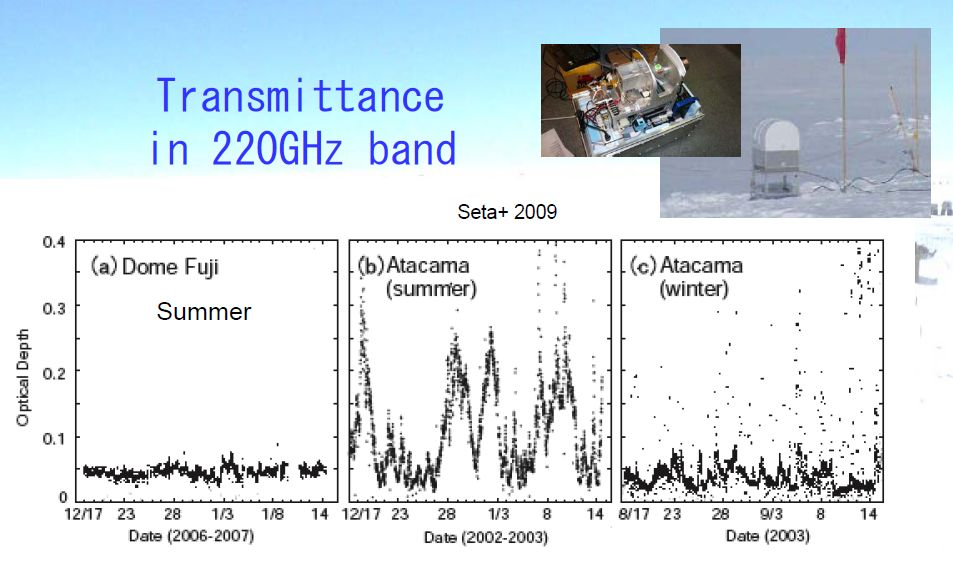 Transmittance
in 220GHz band
Seta+ 2009
Optical Depth
0.4
0.3
0.2
0.1
0
(a) Dome Fuji
Summer
12/17 23 28 1/3 1/8 14
Date (2006-2007)
(b) Atacama
(summer)
12/17 23 28 1/3 8 14
Date (2002-2003)
(c) Atacama
(winter)
8/17 23 28 9/3 8 14
Date (2003)